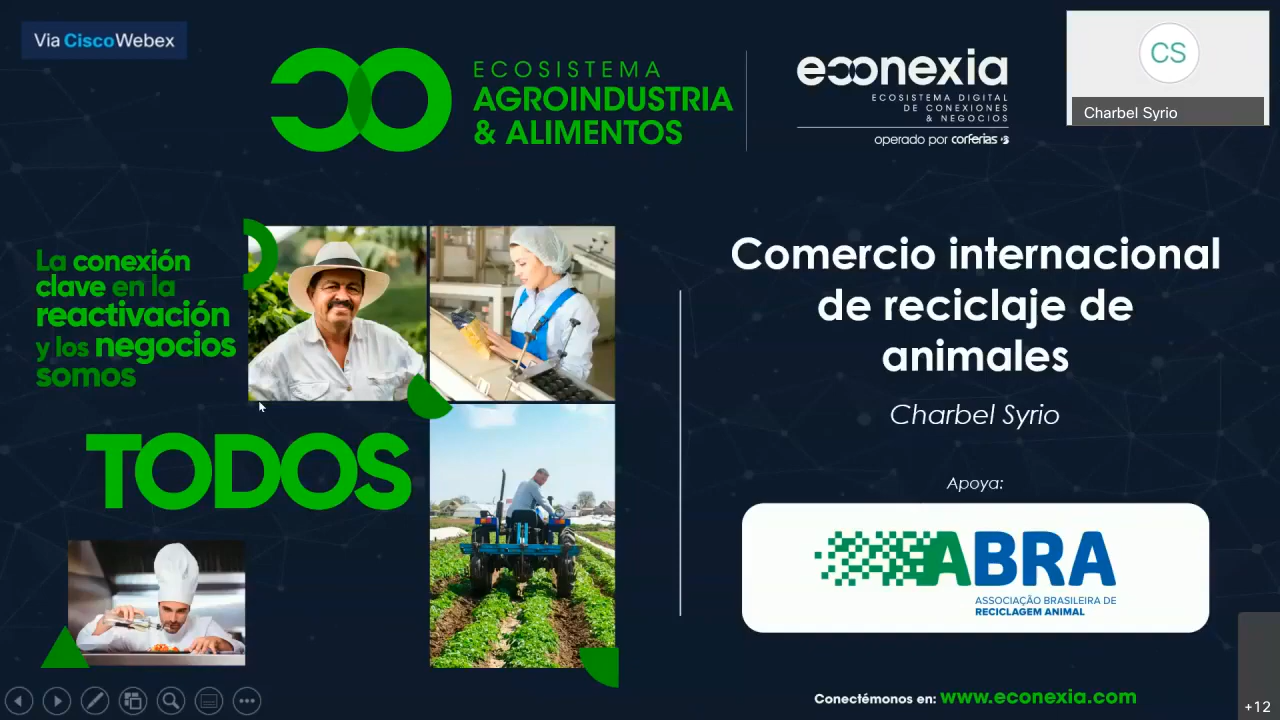 Via Cisco Webex
ECOSISTEMA
AGROINDUSTRIA
& ALIMENTOS
econexia
ECOSISTEMA DIGITAL
DE CONEXIONES
& NEGOCIOS
operado por corferias
CS
Charbel Syrio
La conexión
clave en la
reactivación
y los negocios
somos
TODOS
Comercio internacional
de reciclaje de
animales
Charbel Syrio
Apoya:
ABRA
ASSOCIAÇÃO BRASILEIRA DE
RECICLAGEM ANIMAL
Conectémonos en: www.econexia.com
+12